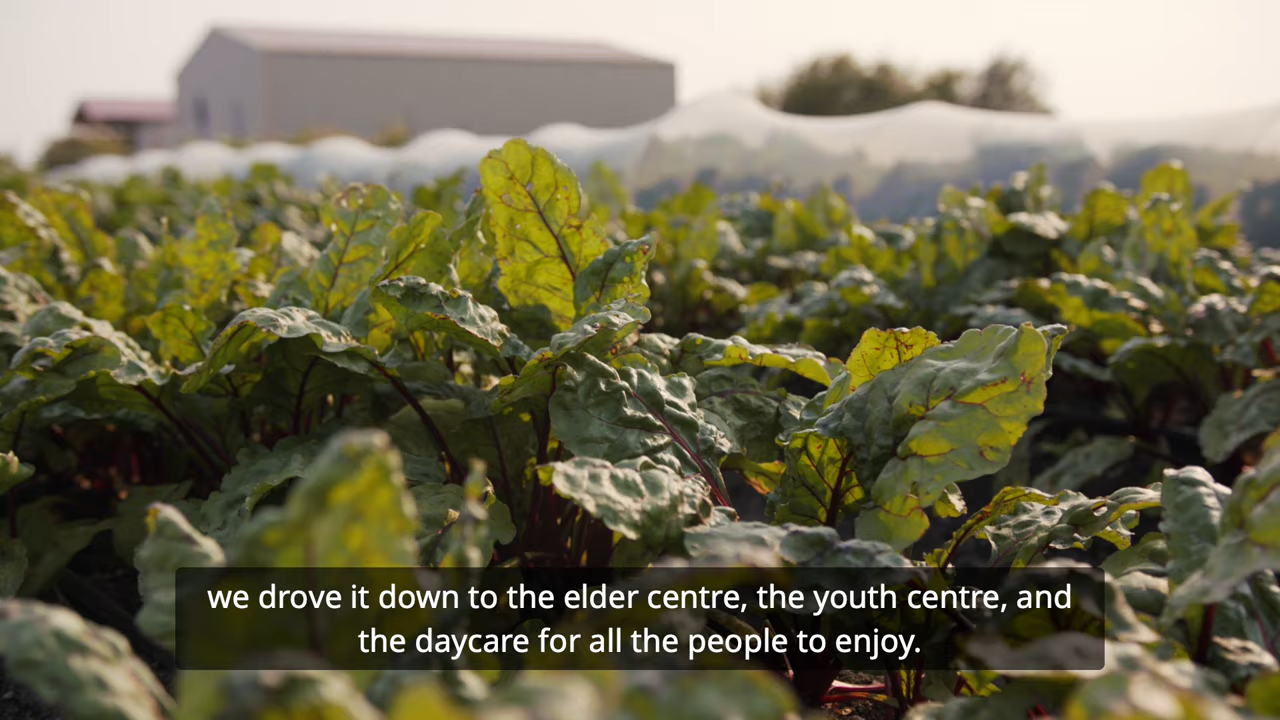 we drove it down to the elder centre, the youth centre, and
the daycare for all the people to enjoy.